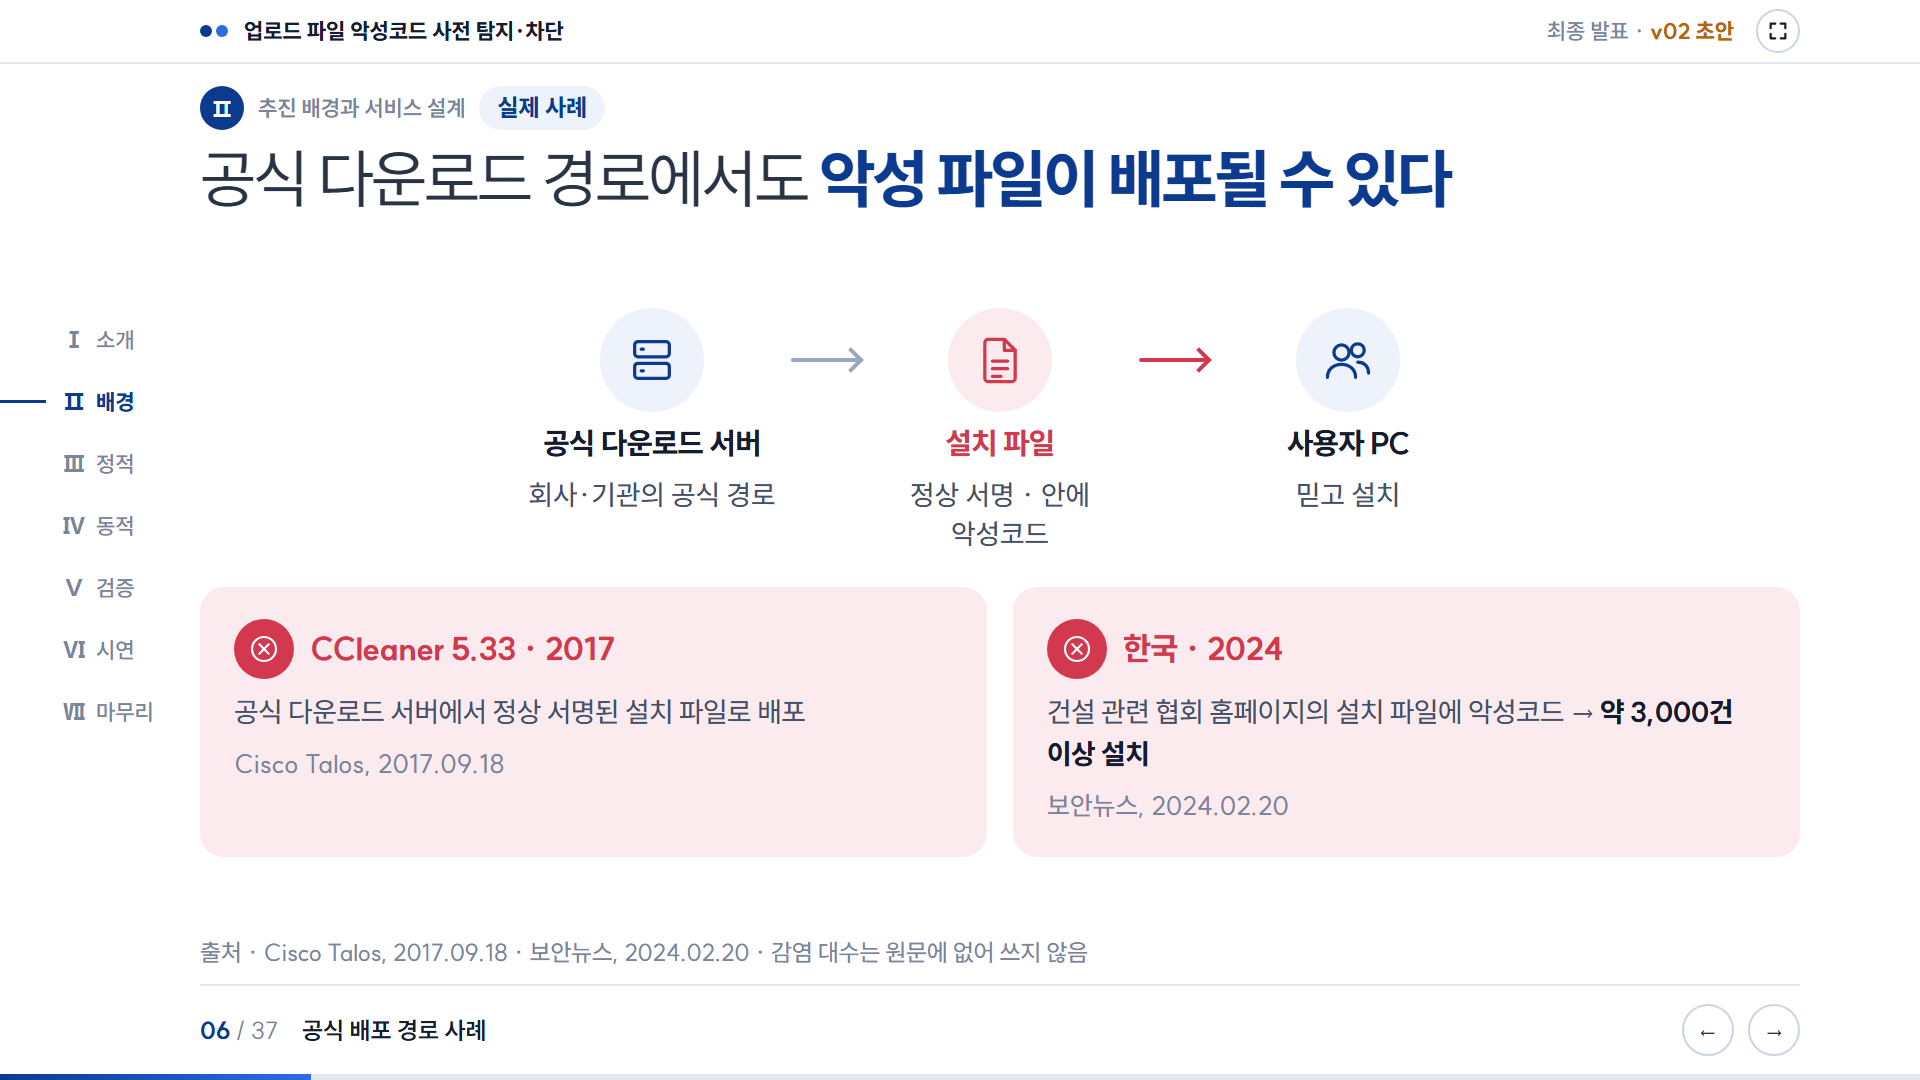 업로드 파일 악성코드 사전 탐지·차단
최종 발표 · v02 초안
Ⅱ 추진 배경과 서비스 설계 실제 사례
공식 다운로드 경로에서도 악성 파일이 배포될 수 있다
Ⅰ 소개
Ⅱ 배경
Ⅲ 정적
Ⅳ 동적
Ⅴ 검증
Ⅵ 시연
Ⅶ 마무리
공식 다운로드 서버
회사·기관의 공식 경로
설치 파일
정상 서명 · 안에
악성코드
사용자 PC
믿고 설치
CCleaner 5.33 · 2017
공식 다운로드 서버에서 정상 서명된 설치 파일로 배포
Cisco Talos, 2017.09.18
한국 · 2024
건설 관련 협회 홈페이지의 설치 파일에 악성코드 → 약 3,000건
이상 설치
보안뉴스, 2024.02.20
출처 · Cisco Talos, 2017.09.18 · 보안뉴스, 2024.02.20 · 감염 대수는 원문에 없어 쓰지 않음
06 / 37 공식 배포 경로 사례
← →